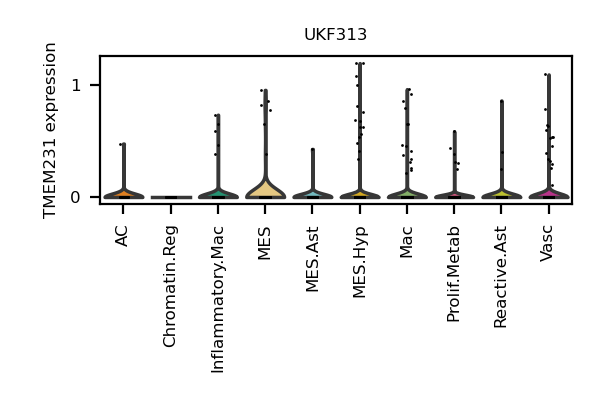 UKF313
TMEM231 expression
1
0
AC
Chromatin.Reg
Inflammatory.Mac
MES
MES.Ast
MES.Hyp
Mac
Prolif.Metab
Reactive.Ast
Vasc